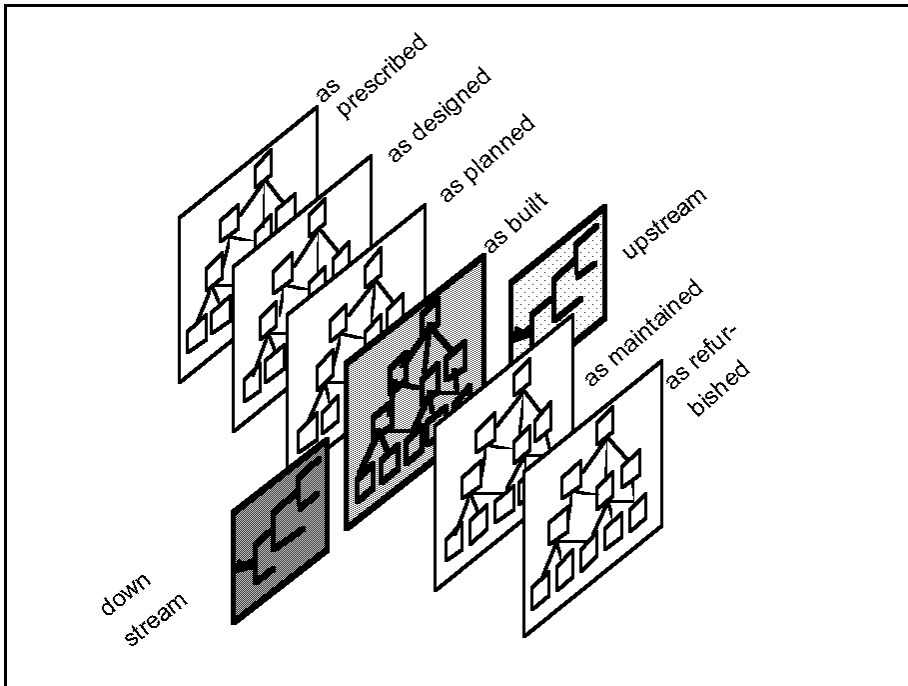 as
prescribed
as designed
as planned
as built
upstream
as maintained
as refur-
bished
down
stream